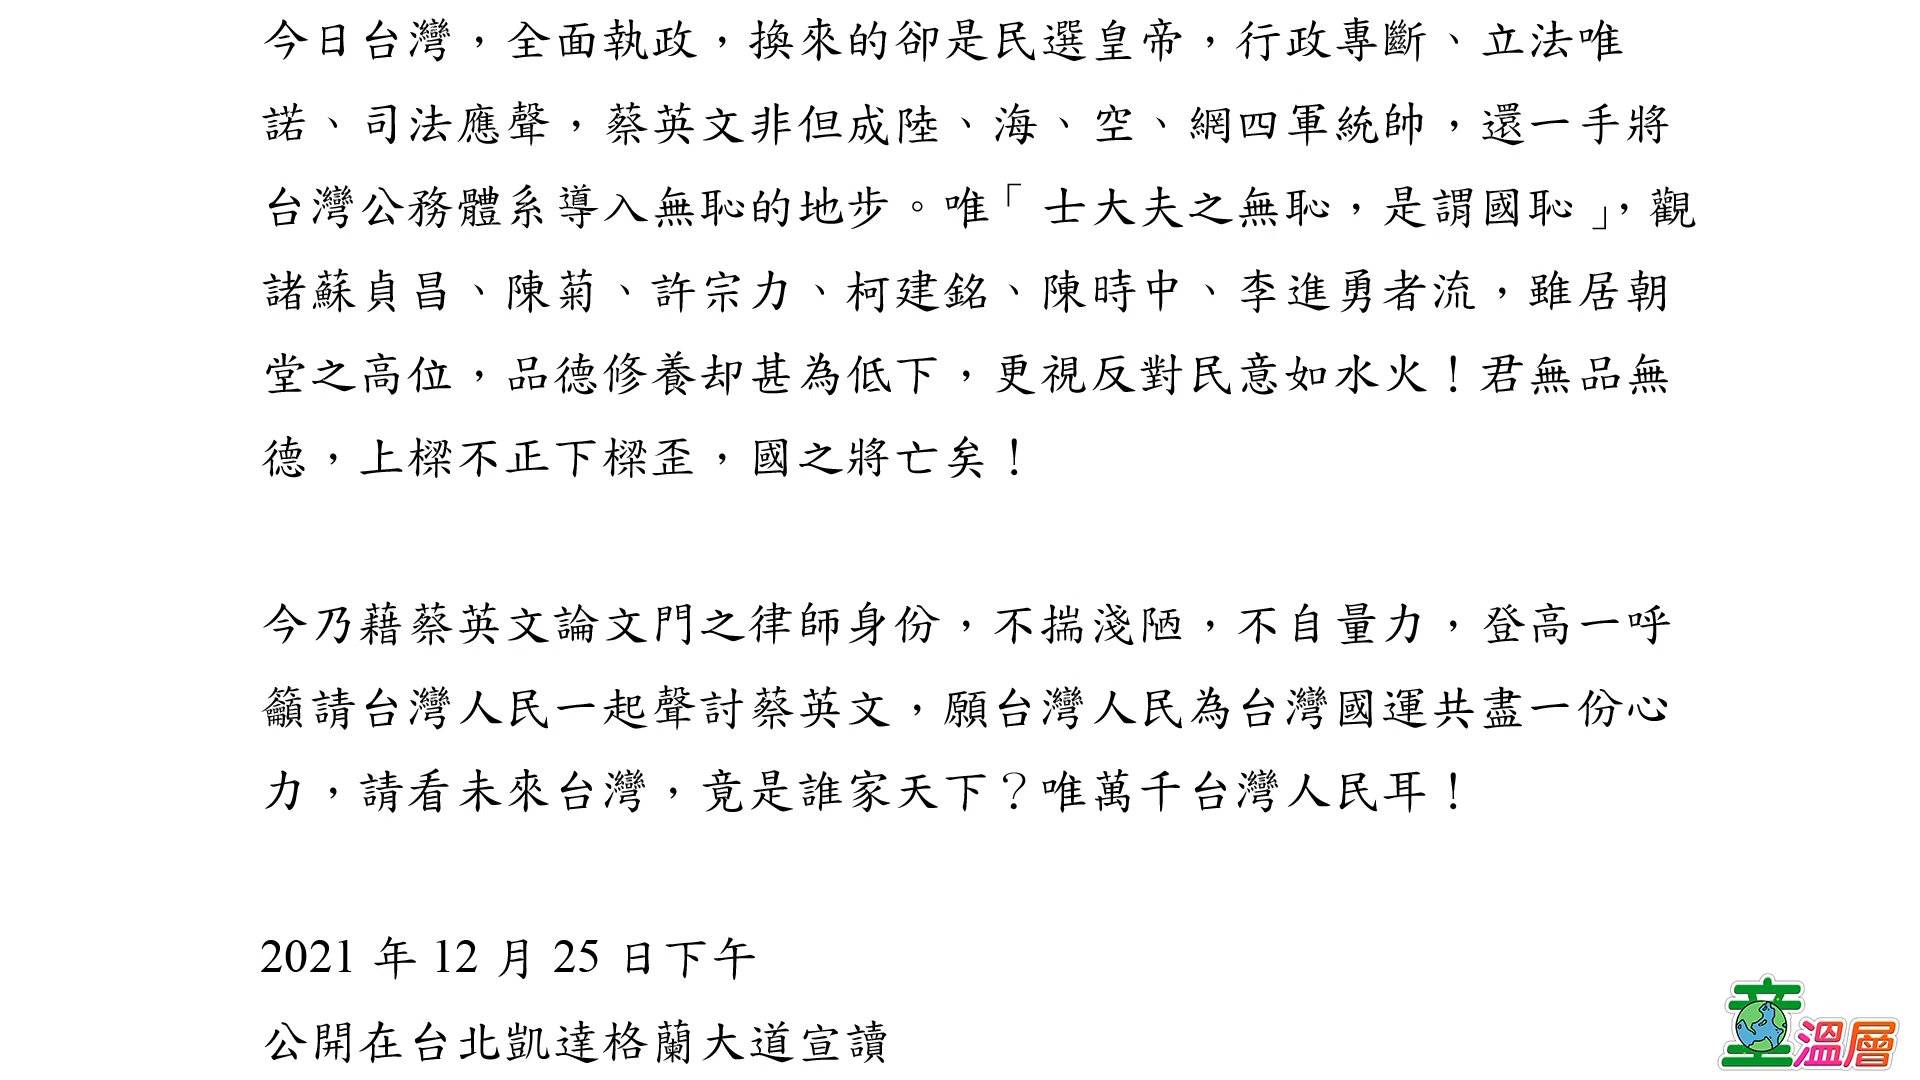 今日台灣，全面執政，換來的卻是民選皇帝，行政專斷、立法唯
諾、司法應聲，蔡英文非但成陸、海、空、網四軍統帥，還一手將
台灣公務體系導入無恥的地步。唯「士大夫之無恥，是謂國恥」，觀
諸蘇貞昌、陳菊、許宗力、柯建銘、陳時中、李進勇者流，雖居朝
堂之高位，品德修養却甚為低下，更視反對民意如水火！君無品無
德，上樑不正下樑歪，國之將亡矣！
今乃藉蔡英文論文門之律師身份，不揣淺陋，不自量力，登高一呼
籲請台灣人民一起聲討蔡英文，願台灣人民為台灣國運共盡一份心
力，請看未來台灣，竟是誰家天下？唯萬千台灣人民耳！
2021 年 12 月 25 日下午
公開在台北凱達格蘭大道宣讀
童溫層